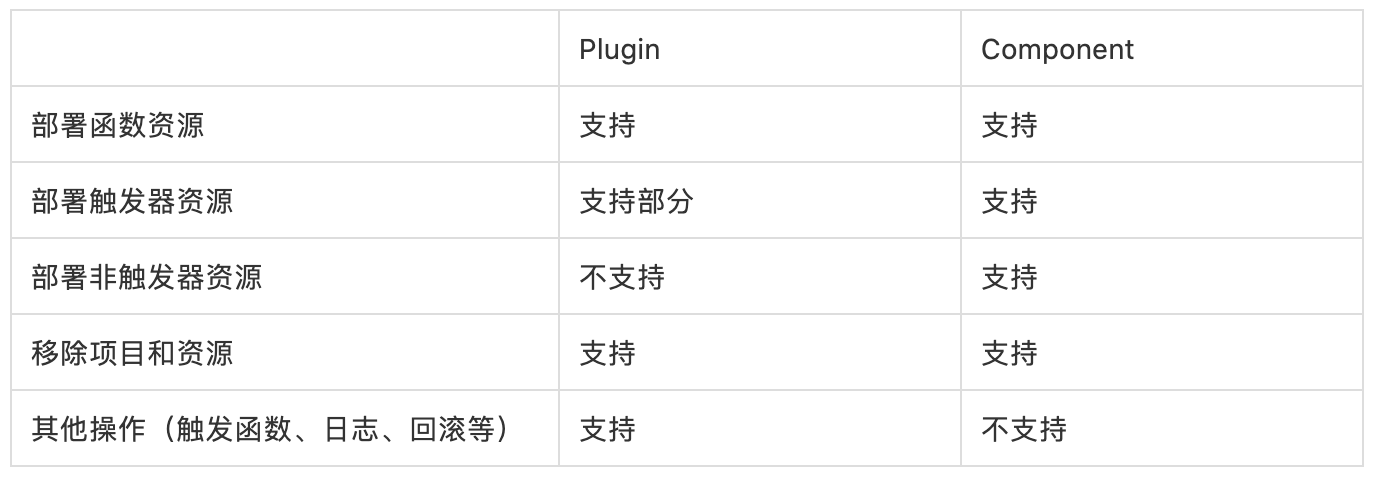 Plugin Component
部署函数资源 支持 支持
部署触发器资源 支持部分 支持
部署非触发器资源 不支持 支持
移除项目和资源 支持 支持
其他操作（触发函数、日志、回滚等） 支持 不支持